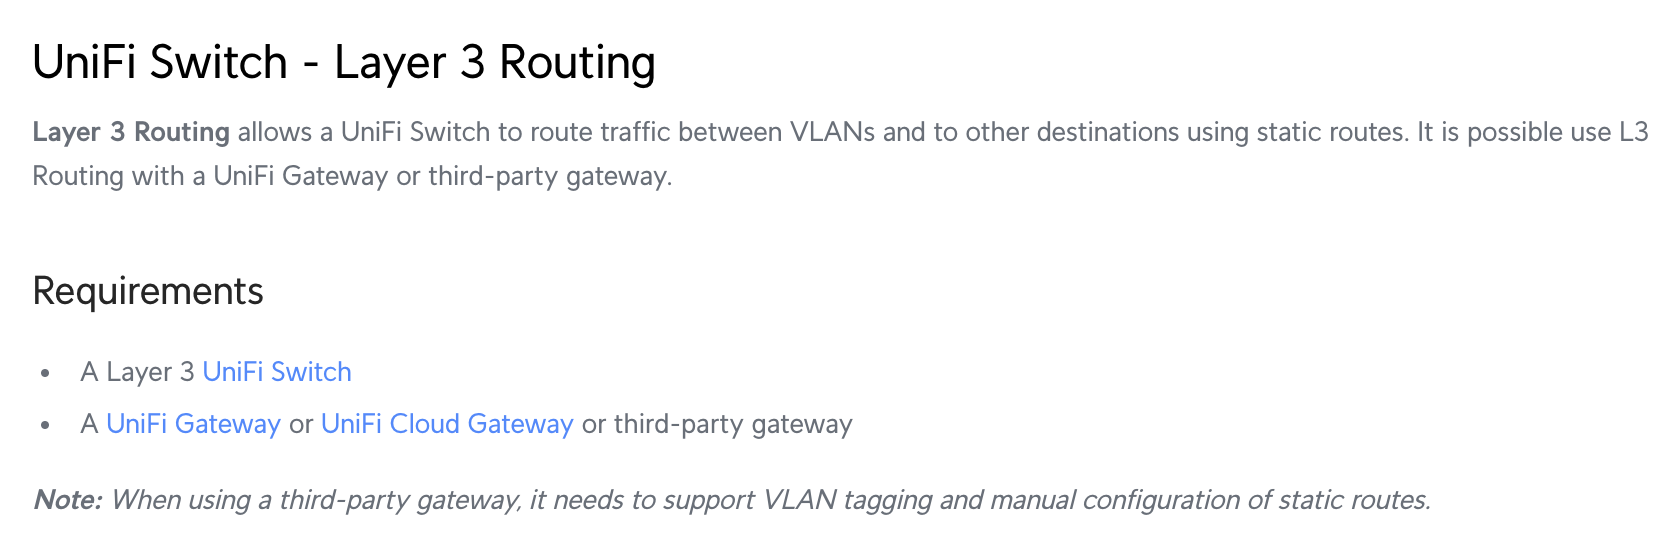 UniFi Switch - Layer 3 Routing
Layer 3 Routing allows a UniFi Switch to route traffic between VLANs and to other destinations using static routes. It is possible use L3
Routing with a UniFi Gateway or third-party gateway.
Requirements
• A Layer 3 UniFi Switch
• A UniFi Gateway or UniFi Cloud Gateway or third-party gateway
Note: When using a third-party gateway, it needs to support VLAN tagging and manual configuration of static routes.